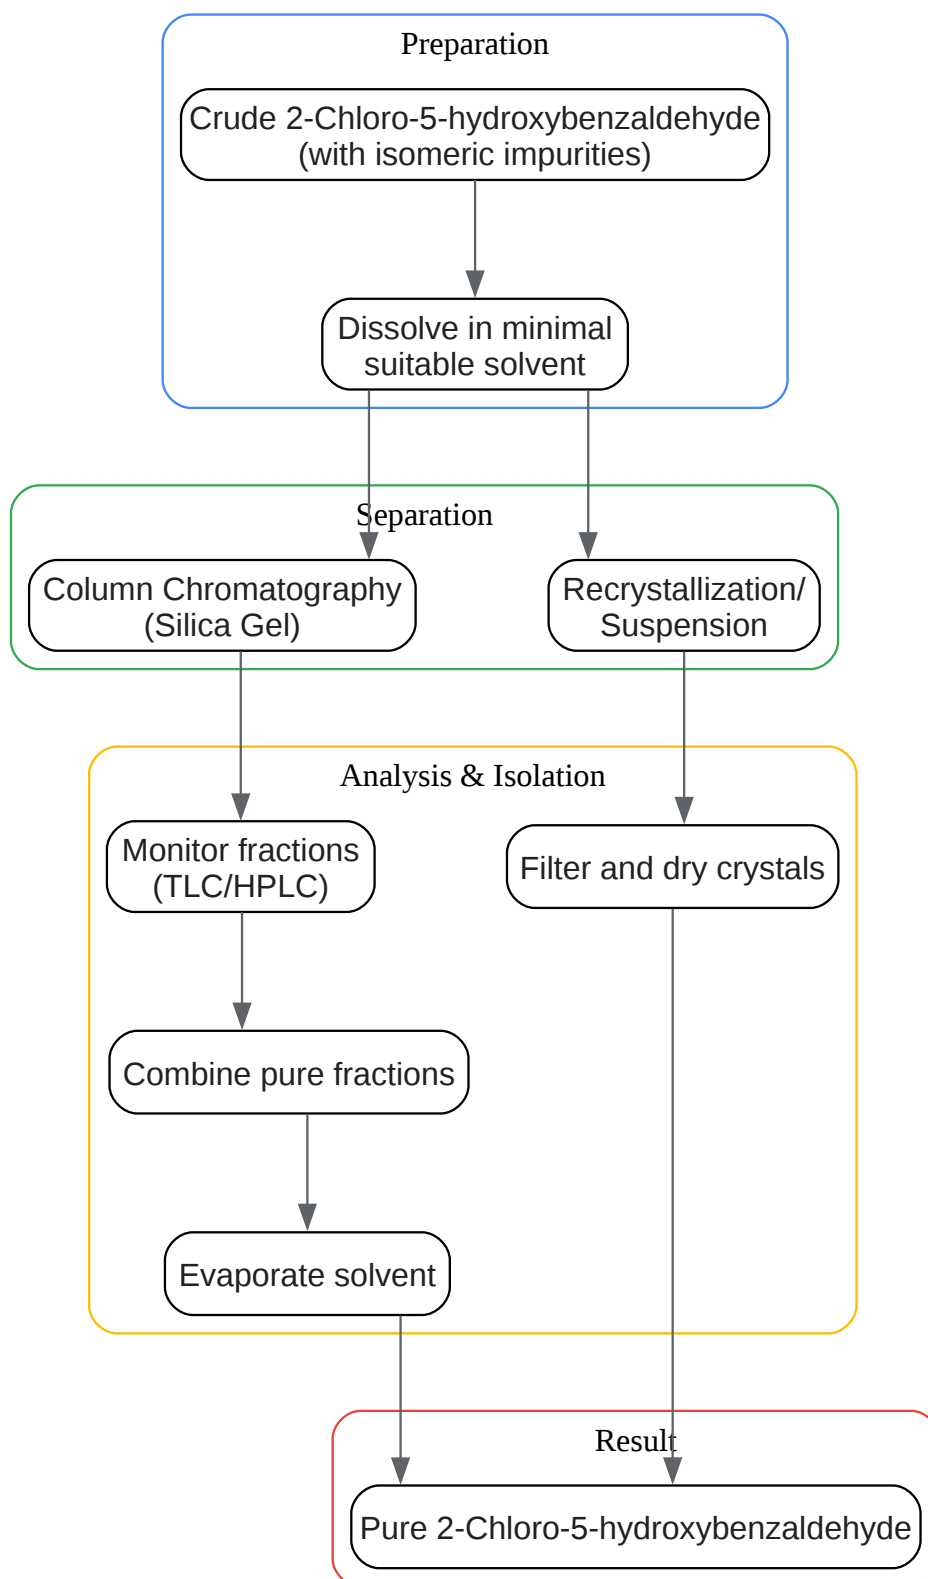 Preparation
Crude 2-Chloro-5-hydroxybenzaldehyde
(with isomeric impurities)
Dissolve in minimal
suitable solvent
Separation
Column Chromatography
(Silica Gel)
Recrystallization/
Suspension
Analysis & Isolation
Monitor fractions
(TLC/HPLC)
Filter and dry crystals
Combine pure fractions
Evaporate solvent
Result
Pure 2-Chloro-5-hydroxybenzaldehyde